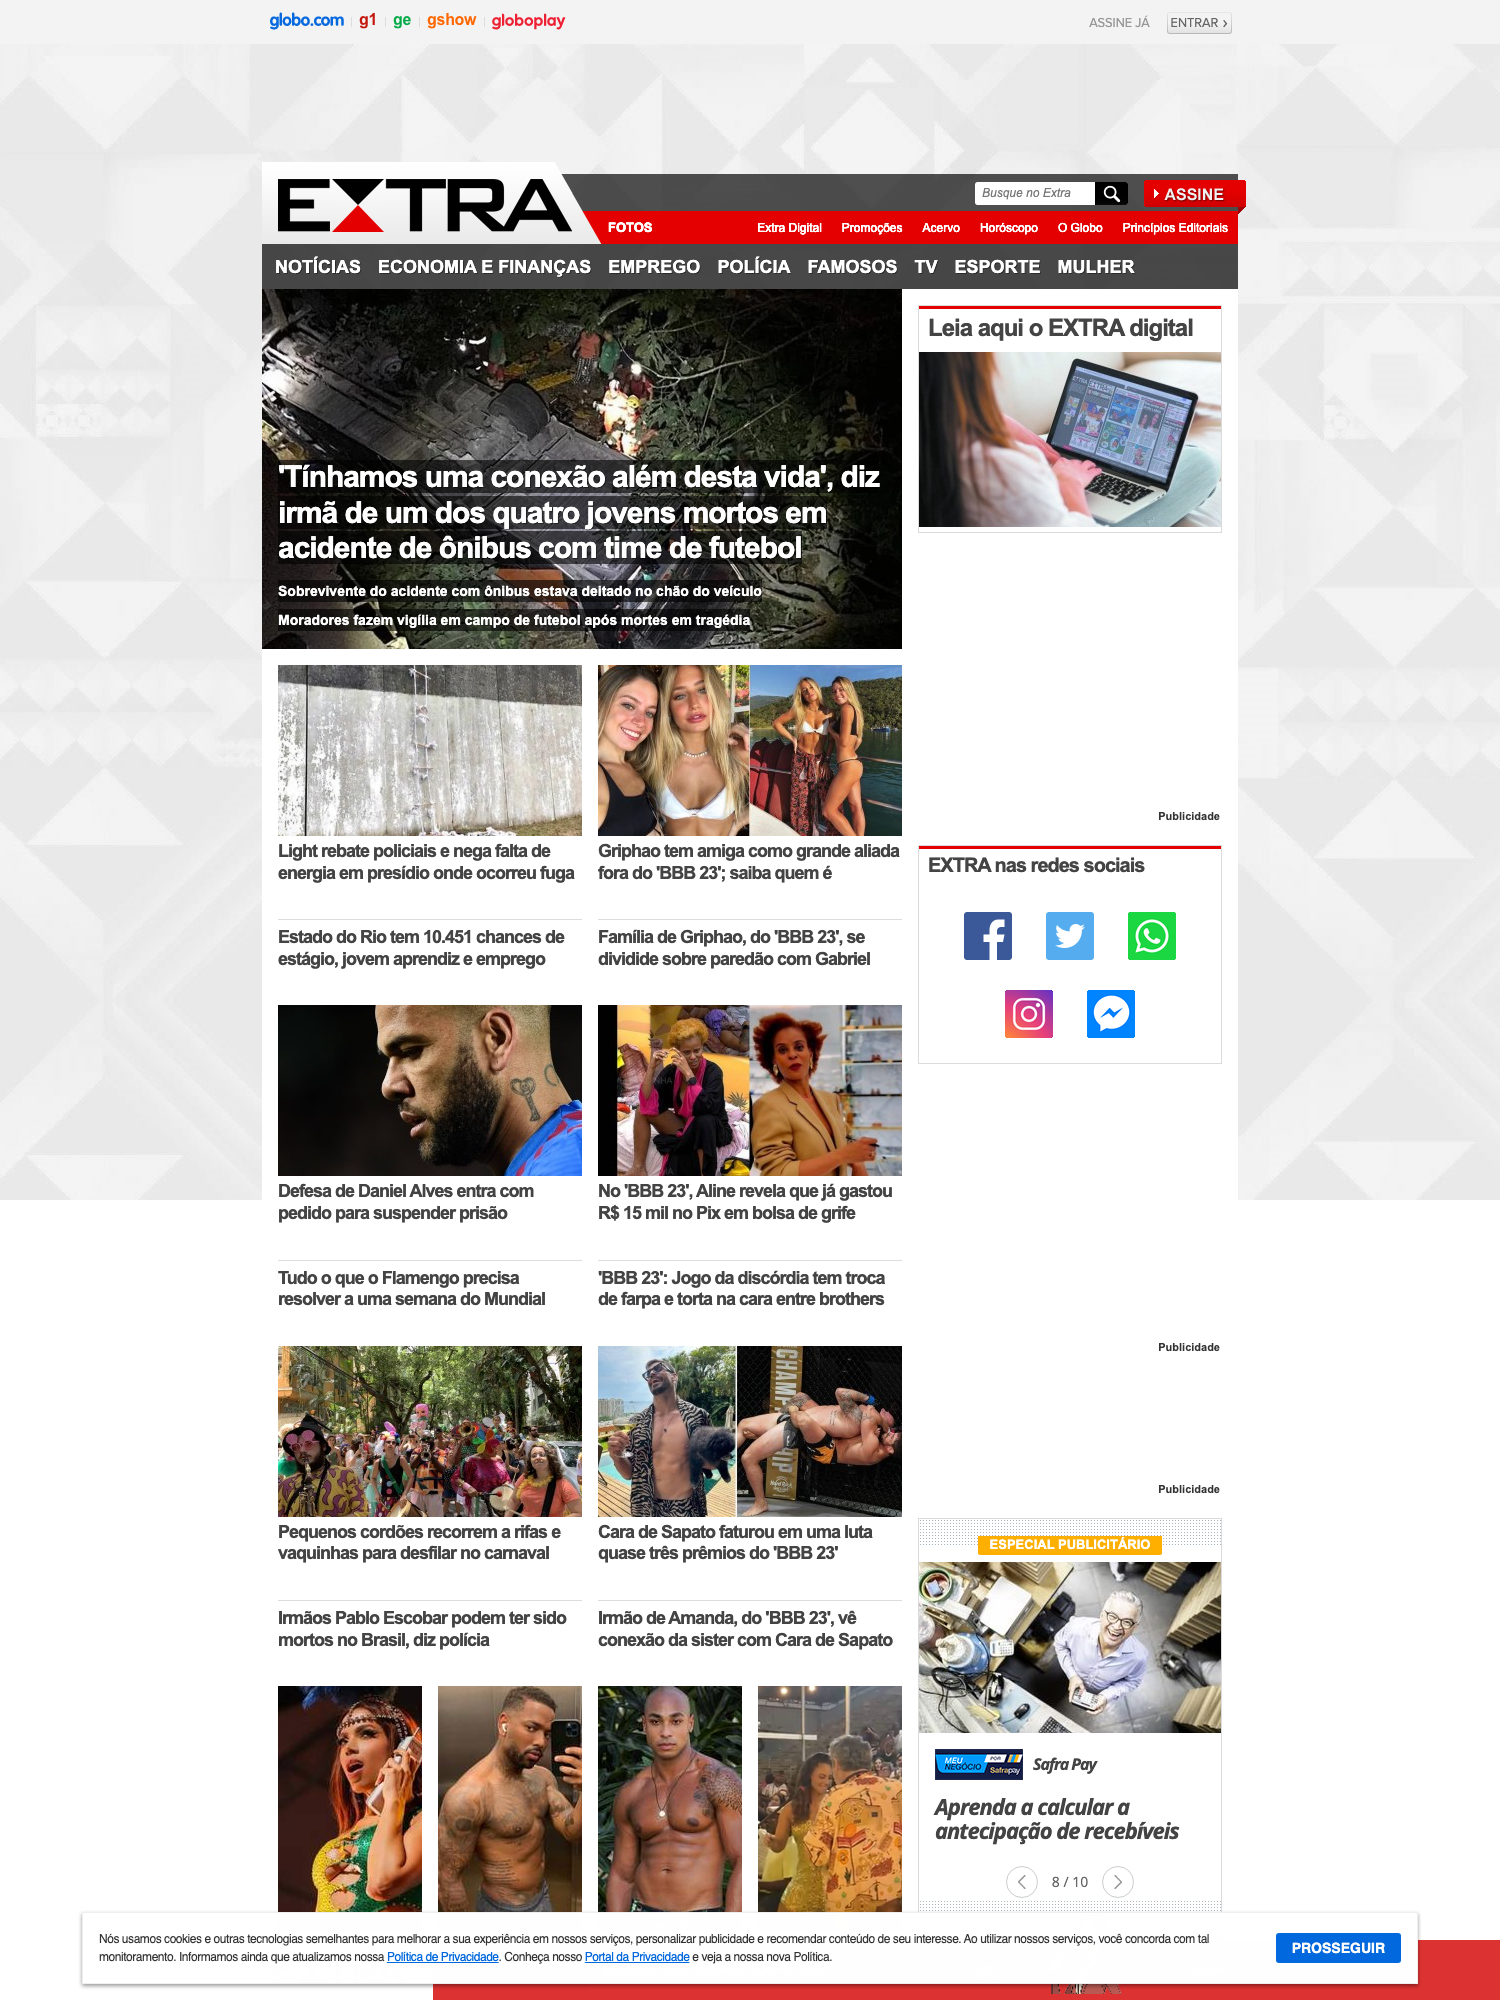 globo.com g1 ge gshow globoplay
ASSINE JÁ ENTRAR ›
EXTRA
Busque no Extra
ASSINE
FOTOS Extra Digital Promoções Acervo Horóscopo O Globo Princípios Editoriais
NOTÍCIAS ECONOMIA E FINANÇAS EMPREGO POLÍCIA FAMOSOS TV ESPORTE MULHER
'Tínhamos uma conexão além desta vida', diz
irmã de um dos quatro jovens mortos em
acidente de ônibus com time de futebol
Sobrevivente do acidente com ônibus estava deitado no chão do veículo
Moradores fazem vigília em campo de futebol após mortes em tragédia
Leia aqui o EXTRA digital
Light rebate policiais e nega falta de
energia em presídio onde ocorreu fuga
Griphao tem amiga como grande aliada
fora do 'BBB 23'; saiba quem é
Estado do Rio tem 10.451 chances de
estágio, jovem aprendiz e emprego
Família de Griphao, do 'BBB 23', se
dividide sobre paredão com Gabriel
Publicidade
EXTRA nas redes sociais
Defesa de Daniel Alves entra com
pedido para suspender prisão
No 'BBB 23', Aline revela que já gastou
R$ 15 mil no Pix em bolsa de grife
Tudo o que o Flamengo precisa
resolver a uma semana do Mundial
'BBB 23': Jogo da discórdia tem troca
de farpa e torta na cara entre brothers
Publicidade
CHAMP
Pequenos cordões recorrem a rifas e
vaquinhas para desfilar no carnaval
Cara de Sapato faturou em uma luta
quase três prêmios do 'BBB 23'
Irmãos Pablo Escobar podem ter sido
mortos no Brasil, diz polícia
Irmão de Amanda, do 'BBB 23', vê
conexão da sister com Cara de Sapato
Publicidade
ESPECIAL PUBLICITÁRIO
MEU NEGÓCIO POR Safrapay
Safra Pay
Aprenda a calcular a
antecipação de recebíveis
8 / 10
Nós usamos cookies e outras tecnologias semelhantes para melhorar a sua experiência em nossos serviços, personalizar publicidade e recomendar conteúdo de seu interesse. Ao utilizar nossos serviços, você concorda com tal
monitoramento. Informamos ainda que atualizamos nossa Política de Privacidade. Conheça nosso Portal da Privacidade e veja a nossa nova Política.
PROSSEGUIR